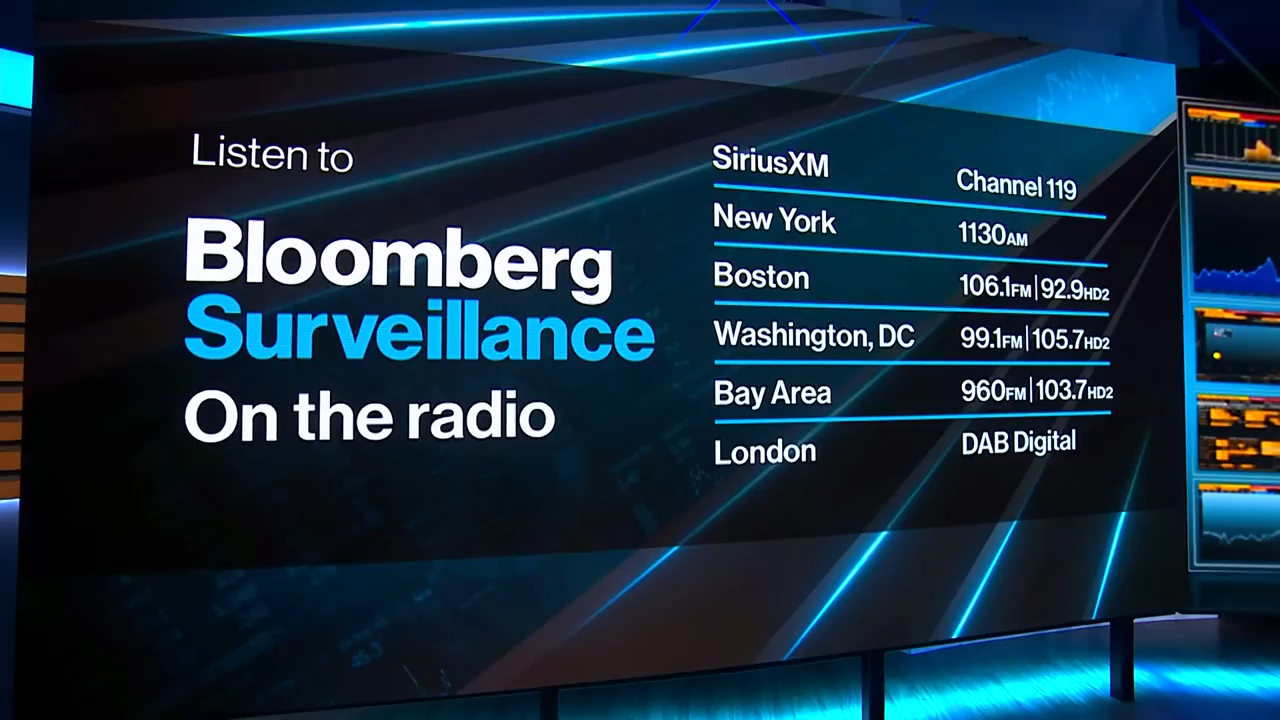 Listen to
Bloomberg
Surveillance
On the radio
SiriusXM Channel 119
New York 1130AM
Boston 106.1FM|92.9HD2
Washington, DC 99.1FM|105.7HD2
Bay Area 960FM|103.7HD2
London DAB Digital